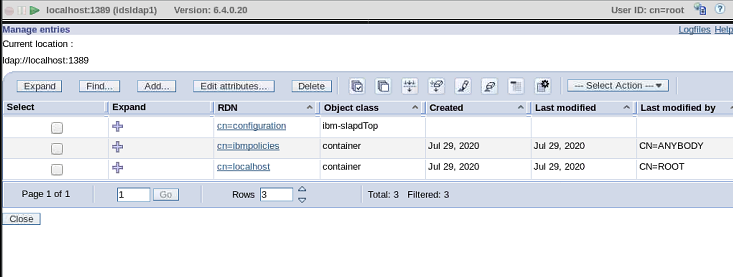 localhost:1389 (idsldap1) Version: 6.4.0.20 User ID: cn=root
Manage entries Logfiles Help
Current location :
ldap://localhost:1389
Expand Find... Add... Edit attributes... Delete --- Select Action ---
Select Expand RDN Object class Created Last modified Last modified by
cn=configuration ibm-slapdTop
cn=ibmpolicies container Jul 29, 2020 Jul 29, 2020 CN=ANYBODY
cn=localhost container Jul 29, 2020 Jul 29, 2020 CN=ROOT
Page 1 of 1 1 Go Rows 3 Total: 3 Filtered: 3
Close